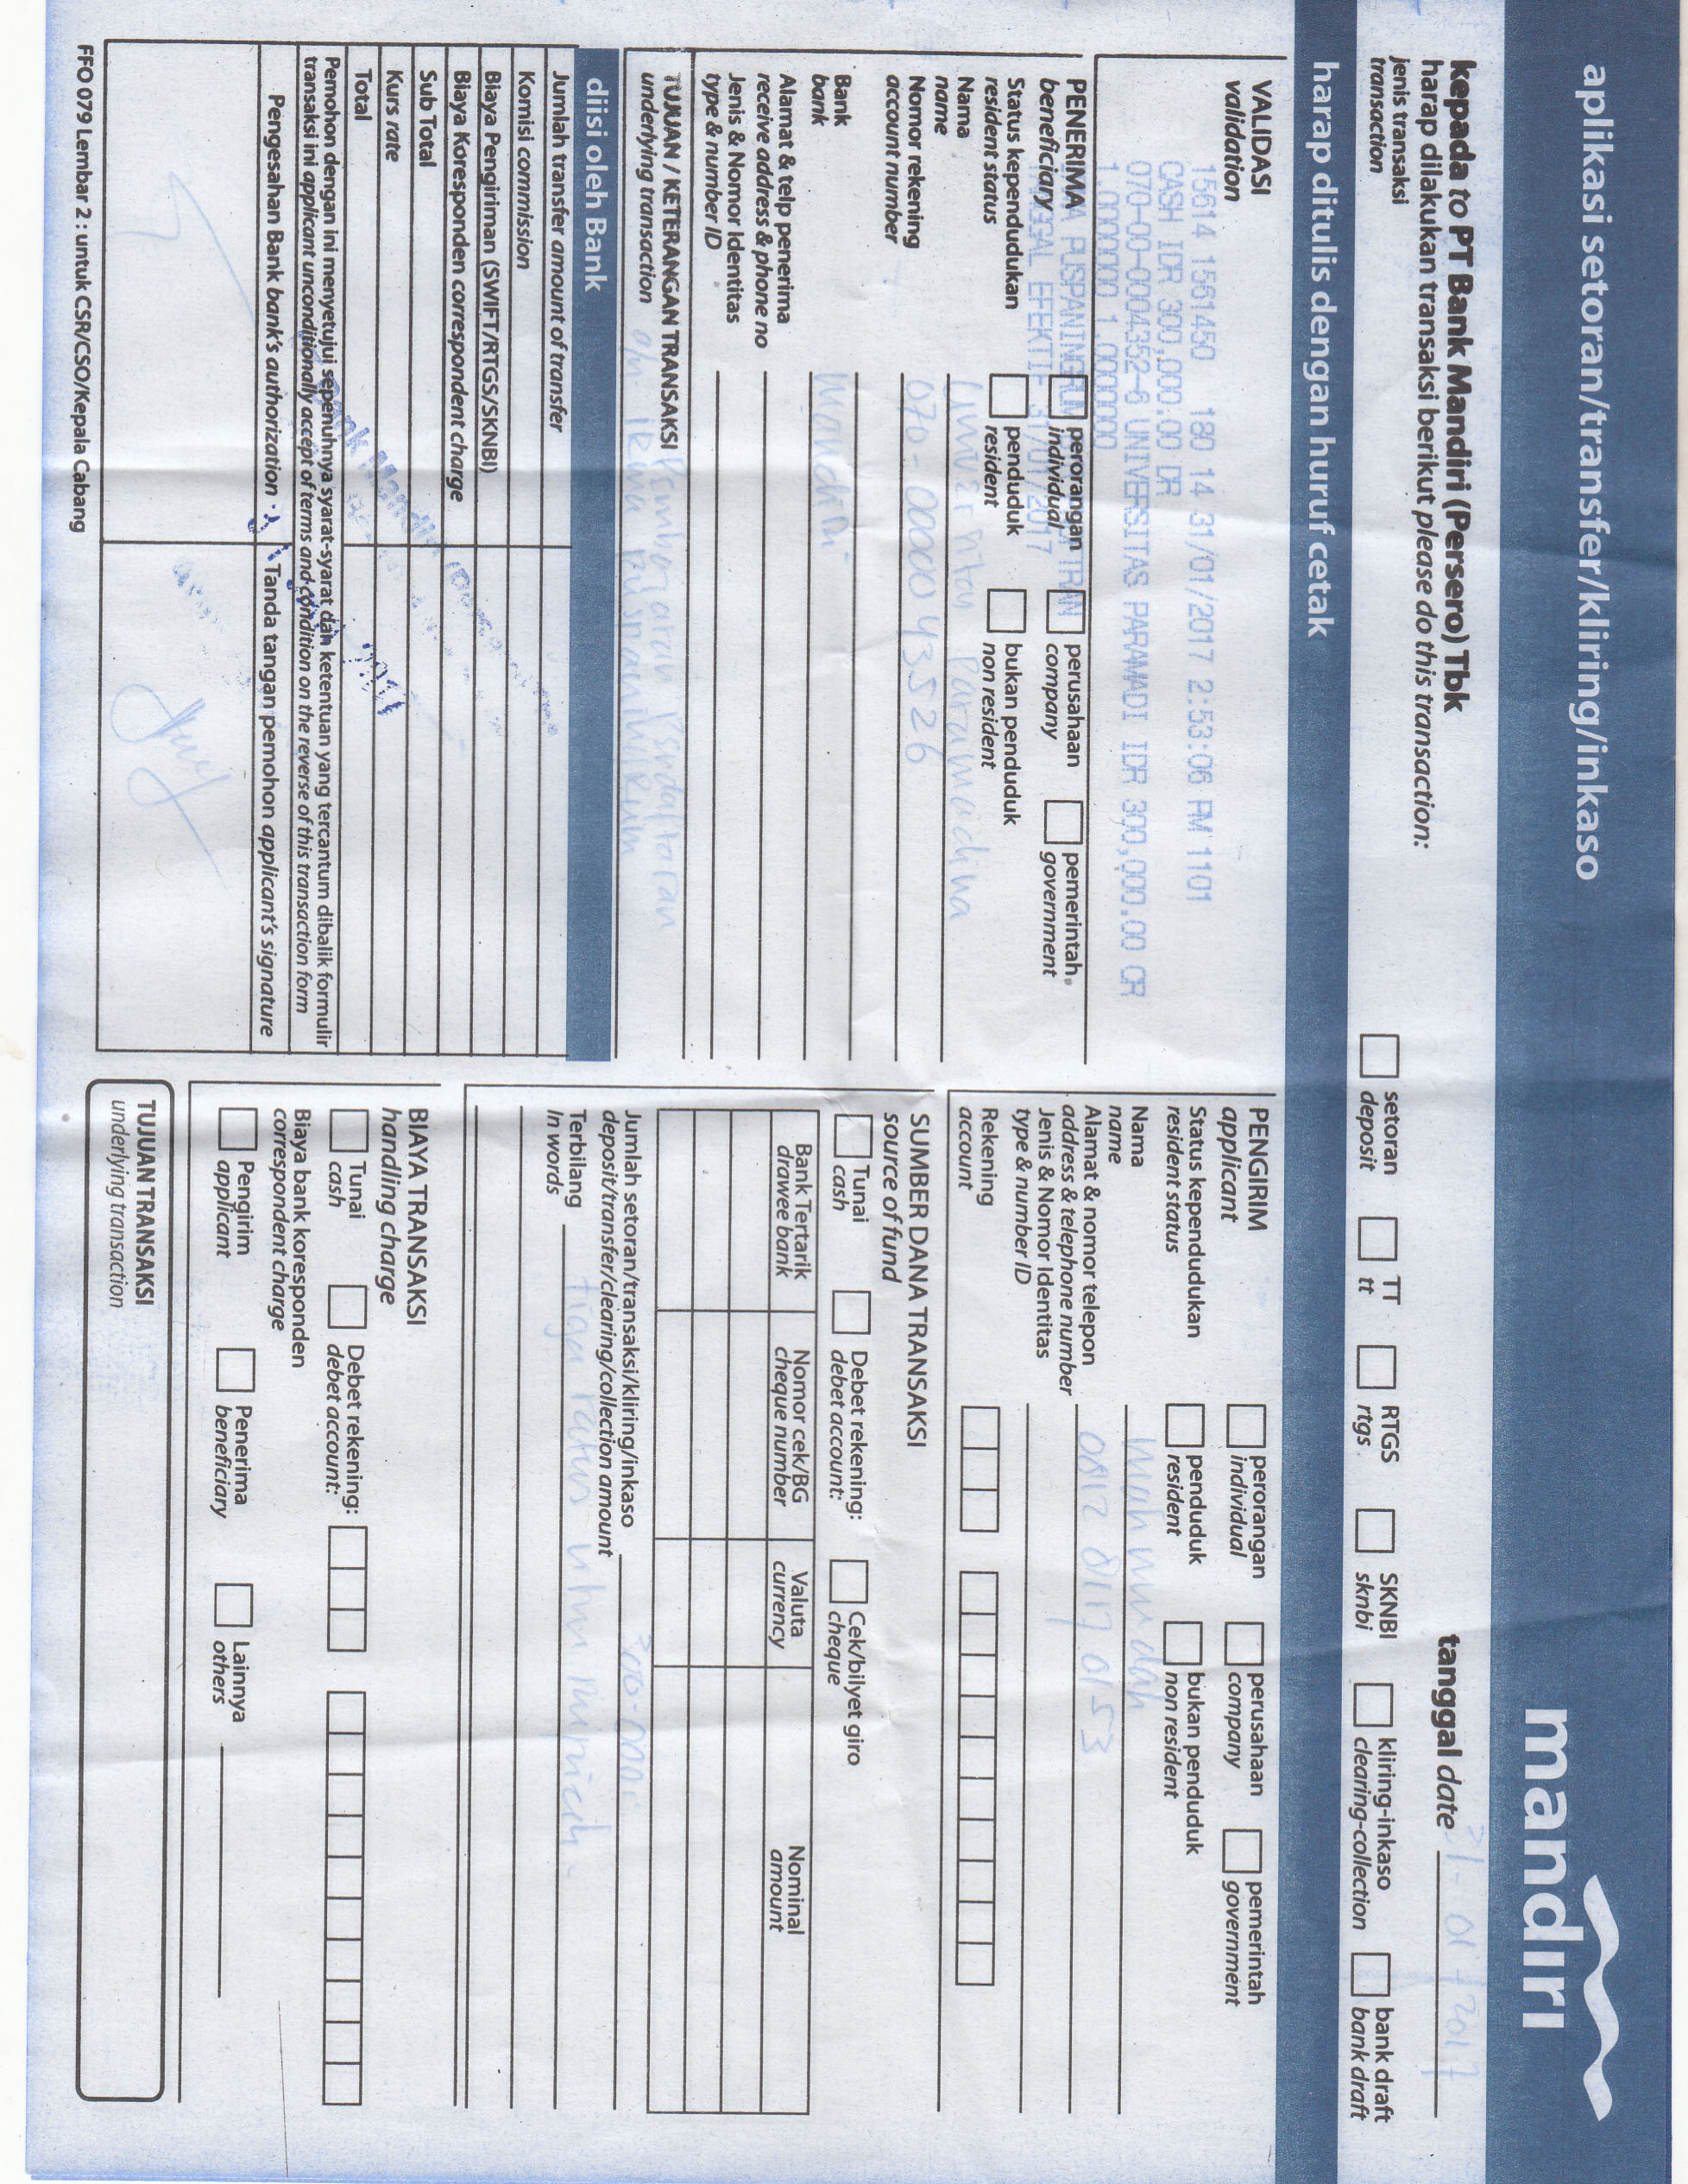 aplikasi setoran/transfer/kliring/inkaso
mandiri
kepada to PT Bank Mandiri (Persero) Tbk
harap dilakukan transaksi berikut please do this transaction:
tanggal date 31-01-2017
jenis transaksi
transaction
setoran
deposit
TT
tt
RTGS
rtgs
SKNBI
sknbi
kliring-inkaso
clearing-collection
bank draft
bank draft
harap ditulis dengan huruf cetak
VALIDASI
validation
15614 1561450 180 14 31/01/2017 2:53:06 PM 1101
CASH IDR 300,000.00 DR
070-00-0004352-6 UNIVERSITAS PARAMADI IDR 300,000.00 CR
1.0000000 1.0000000
PUSPANINGRUM TRAN
TANGGAL EFEKTIF 31/01/2017
PENERIMA
beneficiary
perorangan
individual
perusahaan
company
pemerintah
government
Status kependudukan
resident status
penduduk
resident
bukan penduduk
non resident
Nama
name
Universitas Paramadina
Nomor rekening
account number
070-0000 43526
Bank
bank
Mandiri
Alamat & telp penerima
receive address & phone no
Jenis & Nomor Identitas
type & number ID
TUJUAN / KETERANGAN TRANSAKSI
underlying transaction
Pembayaran Pendaftaran
a/n. irma puspaningrum
diisi oleh Bank
Jumlah transfer amount of transfer
Komisi commission
Biaya Pengiriman (SWIFT/RTGS/SKNBI)
Biaya Koresponden correspondent charge
Sub Total
Kurs rate
Total
Pemohon dengan ini menyetujui sepenuhnya syarat-syarat dan ketentuan yang tercantum dibalik formulir
transaksi ini applicant unconditionally accept of terms and condition on the reverse of this transaction form
Pengesahan Bank bank's authorization
Tanda tangan pemohon applicant's signature
FFO 079 Lembar 2 : untuk CSR/CSO/Kepala Cabang
PENGIRIM
applicant
perorangan
individual
perusahaan
company
pemerintah
government
Status kependudukan
resident status
penduduk
resident
bukan penduduk
non resident
Nama
name
Mahmudah
Alamat & nomor telepon
address & telephone number
0812 8117 0153
Jenis & Nomor Identitas
type & number ID
Rekening
account
SUMBER DANA TRANSAKSI
source of fund
Tunai
cash
Debet rekening:
debet account:
Cek/bilyet giro
cheque
Bank Tertarik
drawee bank
Nomor cek/BG
cheque number
Valuta
currency
Nominal
amount
Jumlah setoran/transaksi/kliring/inkaso
deposit/transfer/clearing/collection amount
300.000,
Terbilang
In words
tiga ratus ribu rupiah.
BIAYA TRANSAKSI
handling charge
Tunai
cash
Debet rekening:
debet account:
Biaya bank koresponden
correspondent charge
Pengirim
applicant
Penerima
beneficiary
Lainnya
others
TUJUAN TRANSAKSI
underlying transaction